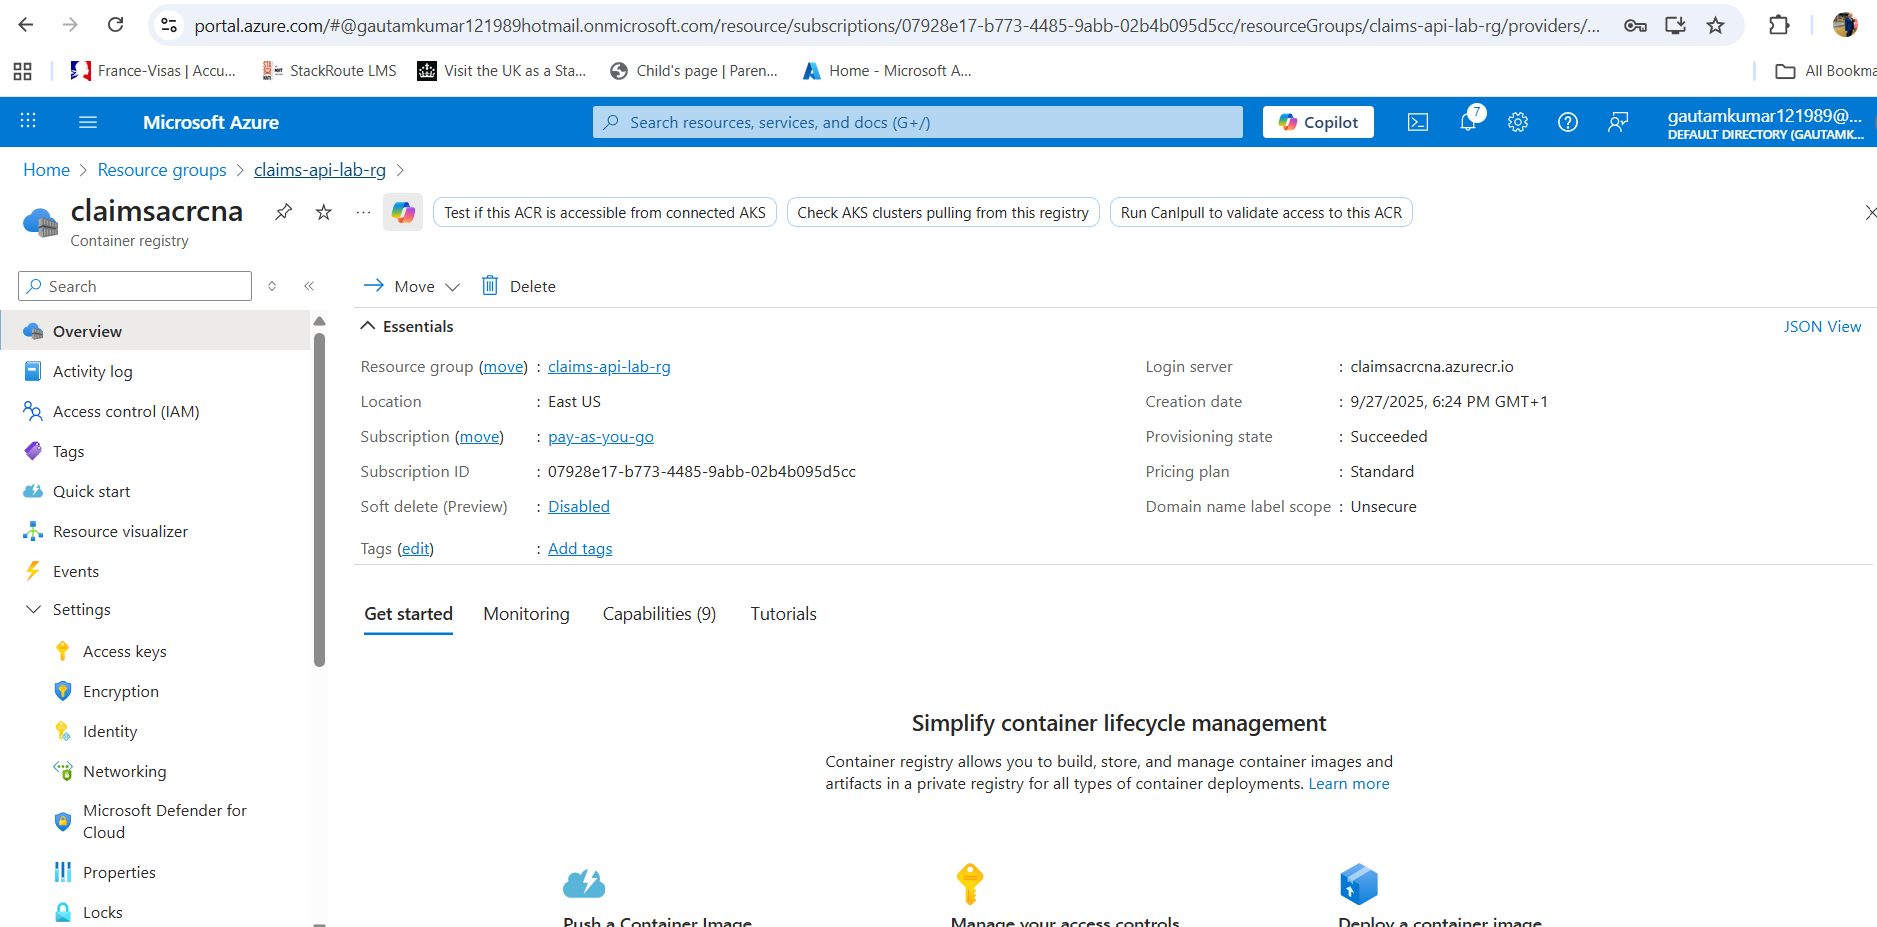 portal.azure.com/#@gautamkumar121989hotmail.onmicrosoft.com/resource/subscriptions/07928e17-b773-4485-9abb-02b4b095d5cc/resourceGroups/claims-api-lab-rg/providers/...
France-Visas | Accu... StackRoute LMS Visit the UK as a Sta... Child's page | Paren... Home - Microsoft A... All Bookma
Microsoft Azure Search resources, services, and docs (G+/) Copilot 7 gautamkumar121989@...
DEFAULT DIRECTORY (GAUTAMK...
Home > Resource groups > claims-api-lab-rg >
claimsacrcna ... Test if this ACR is accessible from connected AKS Check AKS clusters pulling from this registry Run CanIpull to validate access to this ACR
Container registry
Search
Move Delete
Overview
Activity log
Access control (IAM)
Tags
Quick start
Resource visualizer
Events
Settings
Access keys
Encryption
Identity
Networking
Microsoft Defender for
Cloud
Properties
Locks
Essentials JSON View
Resource group (move) : claims-api-lab-rg
Location : East US
Subscription (move) : pay-as-you-go
Subscription ID : 07928e17-b773-4485-9abb-02b4b095d5cc
Soft delete (Preview) : Disabled
Tags (edit) : Add tags
Login server : claimsacrcna.azurecr.io
Creation date : 9/27/2025, 6:24 PM GMT+1
Provisioning state : Succeeded
Pricing plan : Standard
Domain name label scope : Unsecure
Get started Monitoring Capabilities (9) Tutorials
Simplify container lifecycle management
Container registry allows you to build, store, and manage container images and
artifacts in a private registry for all types of container deployments. Learn more
Push a Container Image Manage your access controls Deploy a container image